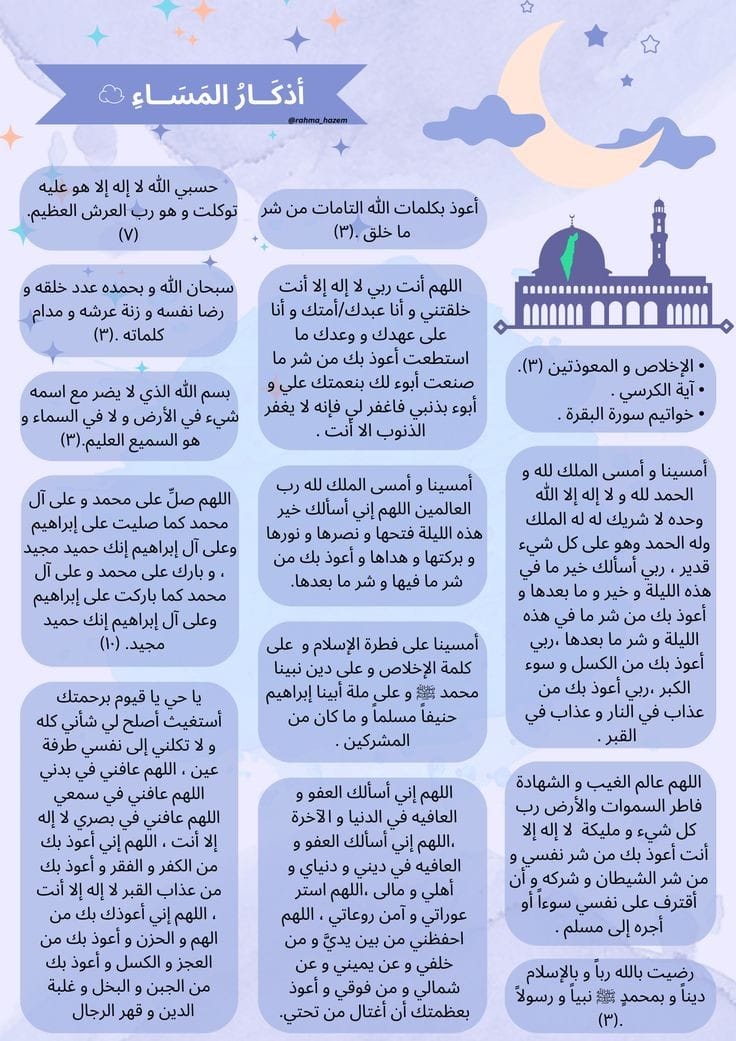 أذكَــارُ المَسَــاءِ
@rahma_hazem
• الإخلاص و المعوذتين (٣).
• آية الكرسي .
• خواتيم سورة البقرة .
أمسينا و أمسى الملك لله و
الحمد لله و لا إله إلا الله
وحده لا شريك له له الملك
وله الحمد وهو على كل شيء
قدير ، ربي أسألك خير ما في
هذه الليلة و خير و ما بعدها و
أعوذ بك من شر ما في هذه
الليلة و شر ما بعدها ،ربي
أعوذ بك من الكسل و سوء
الكبر ،ربي أعوذ بك من
عذاب في النار و عذاب في
القبر .
اللهم عالم الغيب و الشهادة
فاطر السموات والأرض رب
كل شيء و مليكة لا إله إلا
أنت أعوذ بك من شر نفسي و
من شر الشيطان و شركه و أن
أقترف على نفسي سوءاً أو
أجره إلى مسلم .
رضيت بالله رباً و بالإسلام
ديناً و بمحمدٍ ﷺ نبياً و رسولاً
.(٣)
أعوذ بكلمات الله التامات من شر
ما خلق .(٣)
اللهم أنت ربي لا إله إلا أنت
خلقتني و أنا عبدك/أمتك و أنا
على عهدك و وعدك ما
استطعت أعوذ بك من شر ما
صنعت أبوء لك بنعمتك علي و
أبوء بذنبي فاغفر لي فإنه لا يغفر
الذنوب الا أنت .
أمسينا و أمسى الملك لله رب
العالمين اللهم إني أسألك خير
هذه الليلة فتحها و نصرها و نورها
و بركتها و هداها و أعوذ بك من
شر ما فيها و شر ما بعدها.
أمسينا على فطرة الإسلام و على
كلمة الإخلاص و على دين نبينا
محمد ﷺ و على ملة أبينا إبراهيم
حنيفاً مسلماً و ما كان من
المشركين .
اللهم إني أسألك العفو و
العافيه في الدنيا و الآخرة
،اللهم إني أسألك العفو و
العافيه في ديني و دنياي و
أهلي و مالى ،اللهم استر
عوراتي و آمن روعاتي ، اللهم
احفظني من بين يديَّ و من
خلفي و عن يميني و عن
شمالي و من فوقي و أعوذ
بعظمتك أن أغتال من تحتي.
حسبي الله لا إله إلا هو عليه
توكلت و هو رب العرش العظيم.
(٧)
سبحان الله و بحمده عدد خلقه و
رضا نفسه و زنة عرشه و مدام
كلماته .(٣)
بسم الله الذي لا يضر مع اسمه
شيء في الأرض و لا في السماء و
هو السميع العليم.(٣)
اللهم صلِّ على محمد و على آل
محمد كما صليت على إبراهيم
وعلى آل إبراهيم إنك حميد مجيد
، و بارك على محمد و على آل
محمد كما باركت على إبراهيم
وعلى آل إبراهيم إنك حميد
مجيد. (١٠)
يا حي يا قيوم برحمتك
أستغيث أصلح لي شأني كله
و لا تكلني إلى نفسي طرفة
عين ، اللهم عافني في بدني
اللهم عافني في سمعي
اللهم عافني في بصري لا إله
إلا أنت ، اللهم إني أعوذ بك
من الكفر و الفقر و أعوذ بك
من عذاب القبر لا إله إلا أنت
، اللهم إني أعوذك بك من
الهم و الحزن و أعوذ بك من
العجز و الكسل و أعوذ بك
من الجبن و البخل و غلبة
الدين و قهر الرجال